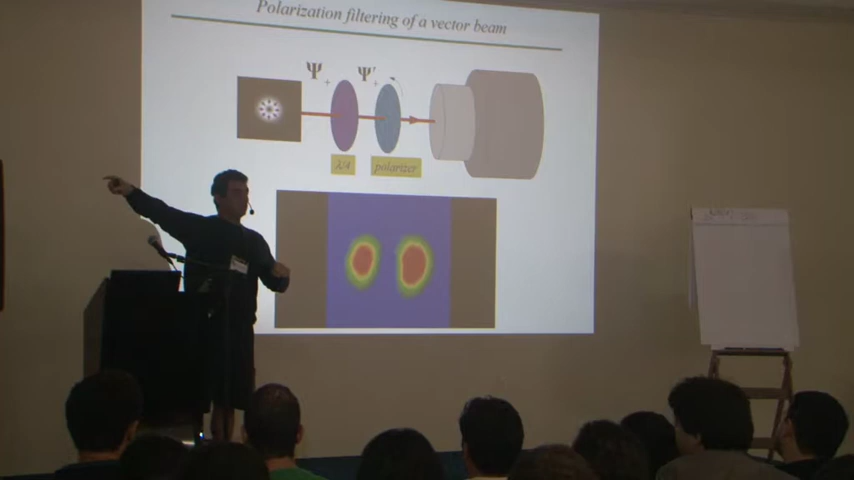 Polarization filtering of a vector beam
Ψ+ Ψ'+
λ/4 polarizer